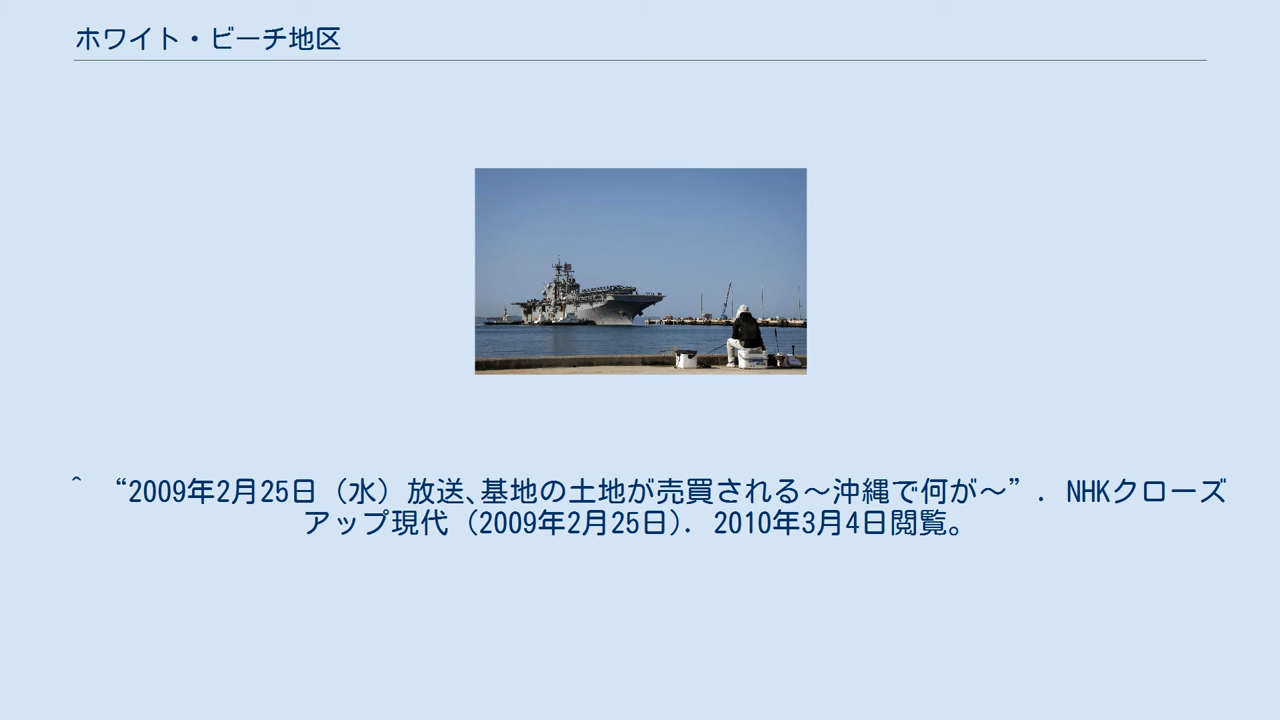 ホワイト・ビーチ地区
^ “2009年2月25日（水）放送､基地の土地が売買される～沖縄で何が～”. NHKクローズ
アップ現代 (2009年2月25日). 2010年3月4日閲覧。